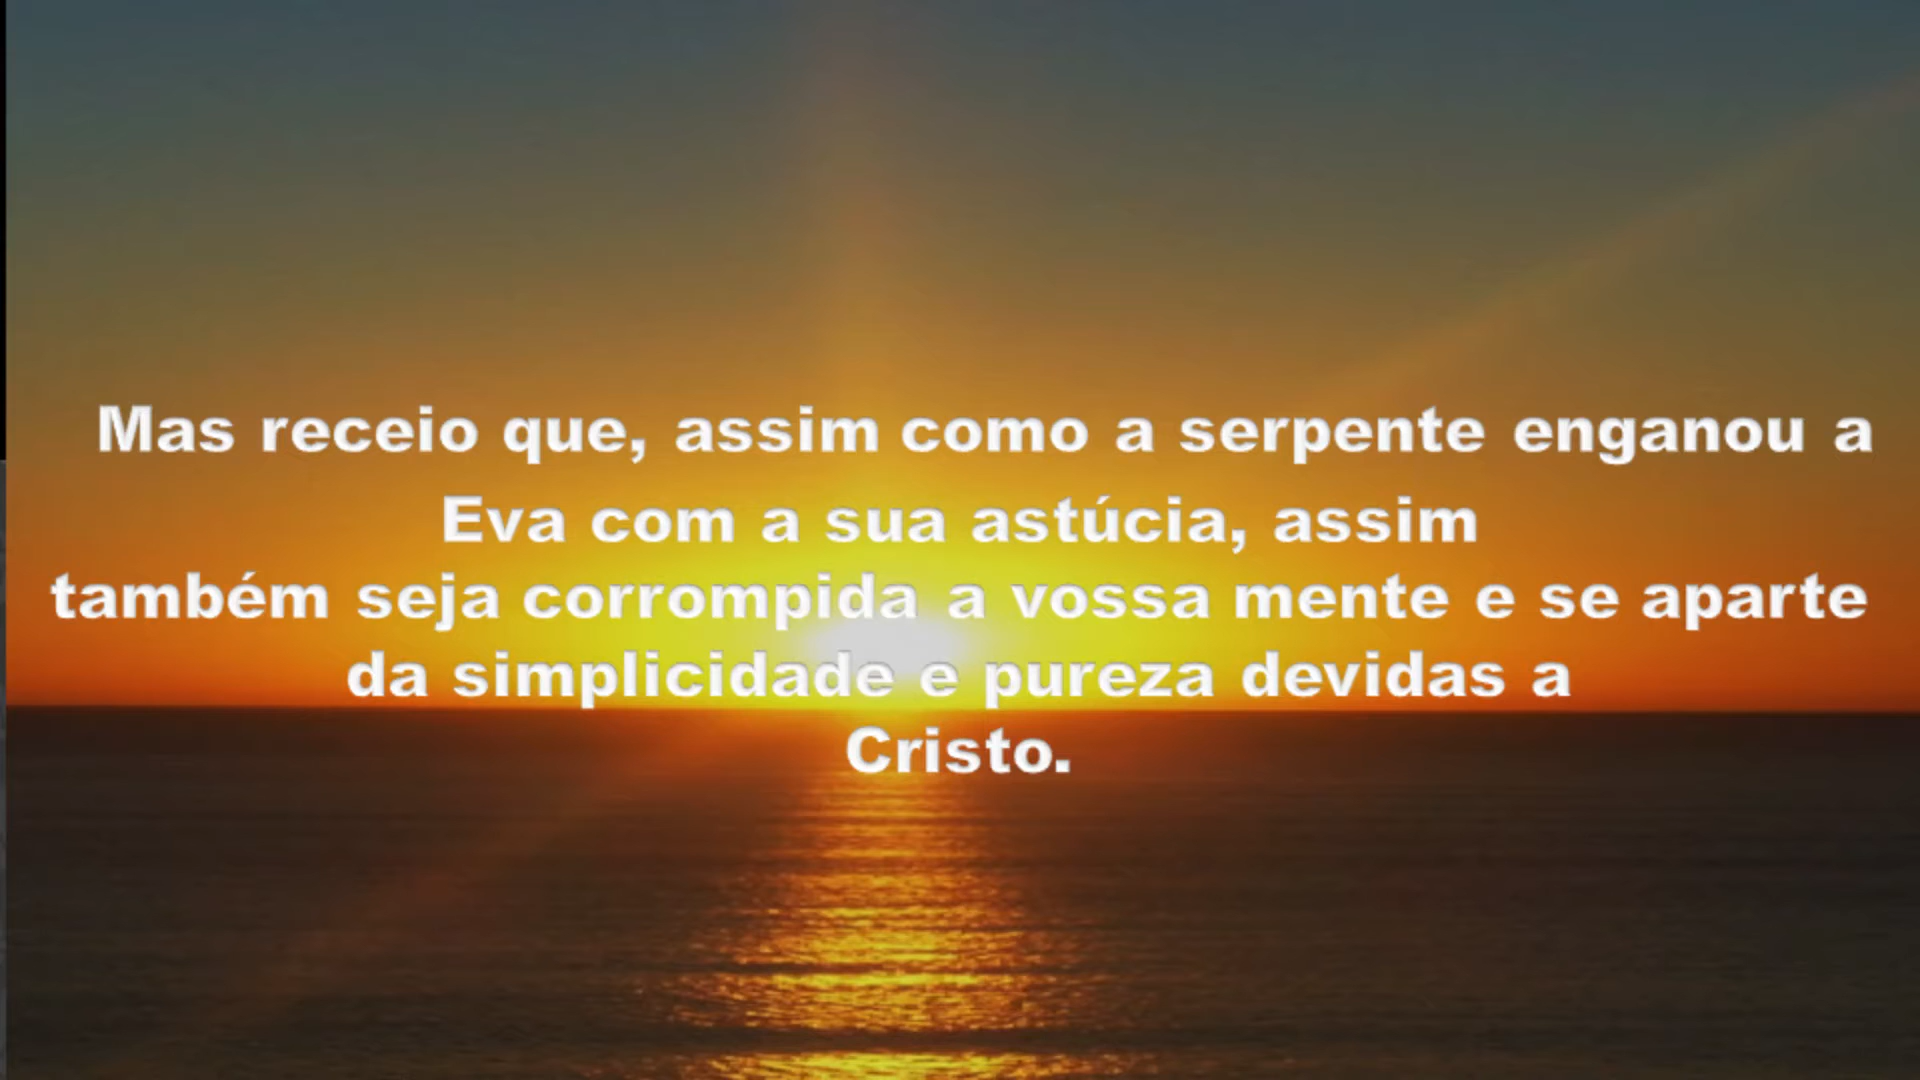 Mas receio que, assim como a serpente enganou a
Eva com a sua astúcia, assim
também seja corrompida a vossa mente e se aparte
da simplicidade e pureza devidas a
Cristo.